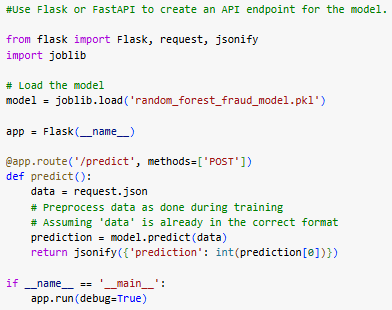 #Use Flask or FastAPI to create an API endpoint for the model.

from flask import Flask, request, jsonify
import joblib

# Load the model
model = joblib.load('random_forest_fraud_model.pkl')

app = Flask(__name__)

@app.route('/predict', methods=['POST'])
def predict():
    data = request.json
    # Preprocess data as done during training
    # Assuming 'data' is already in the correct format
    prediction = model.predict(data)
    return jsonify({'prediction': int(prediction[0])})

if __name__ == '__main__':
    app.run(debug=True)